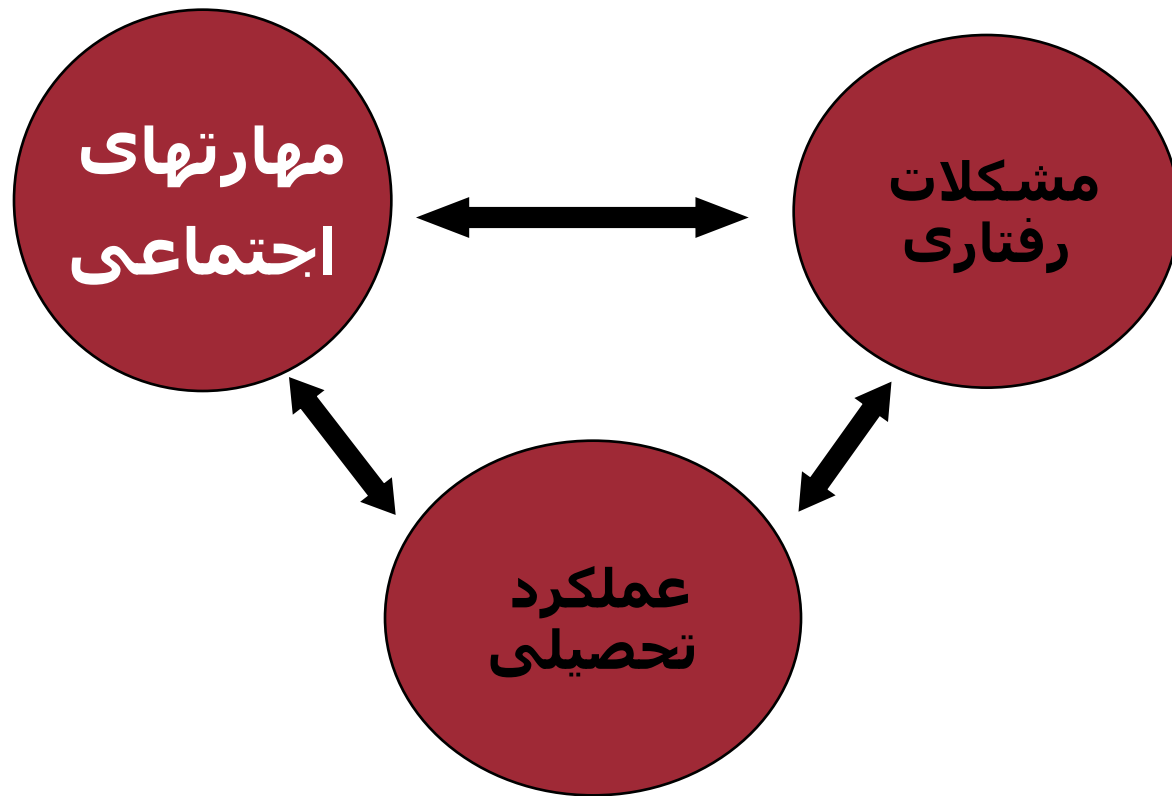 مهارتهای
اجتماعی
مشکلات
رفتاری
عملکرد
تحصیلی